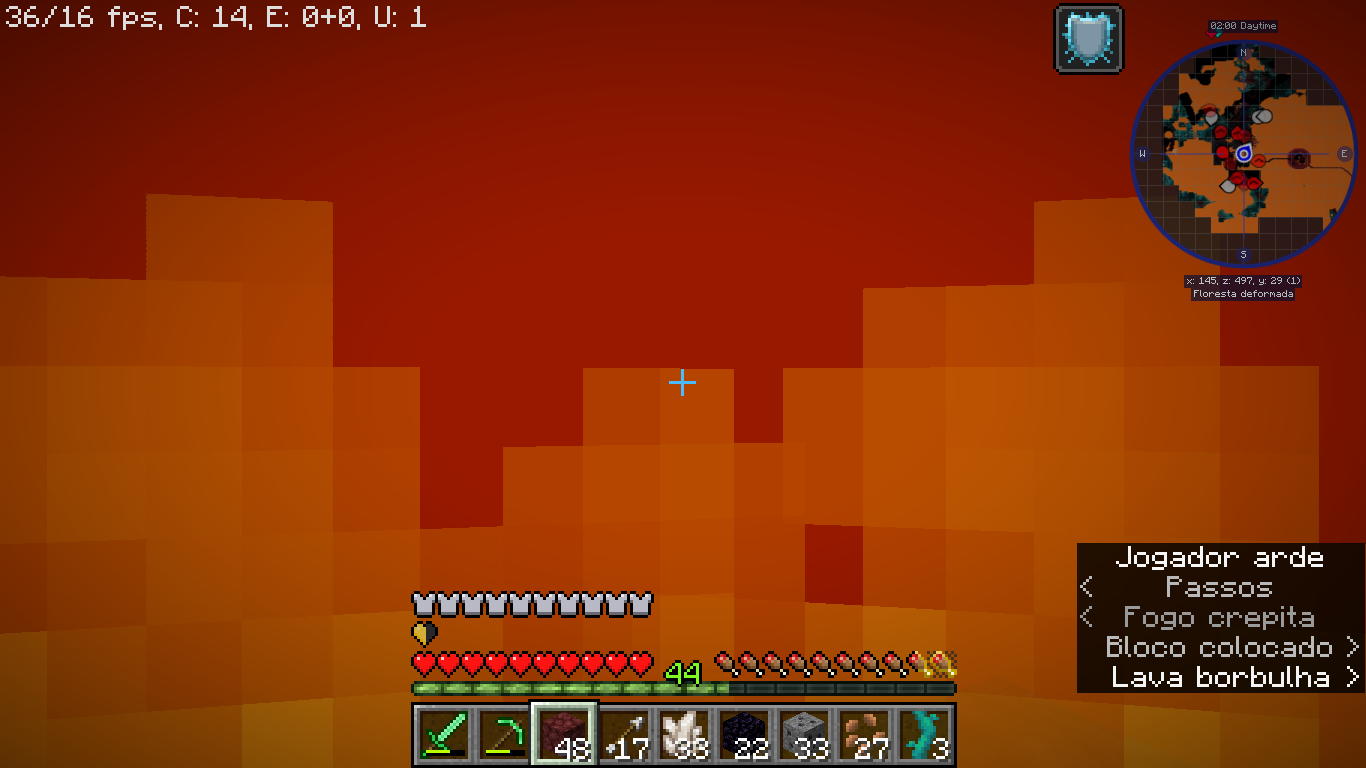 36/16 fps, C: 14, E: 0+0, U: 1
02:00 Daytime
N
W
E
S
x: 145, z: 497, y: 29 (1)
Floresta deformada
Jogador arde
< Passos
< Fogo crepita
Bloco colocado >
Lava borbulha >
44
48 17 33 22 33 27 3